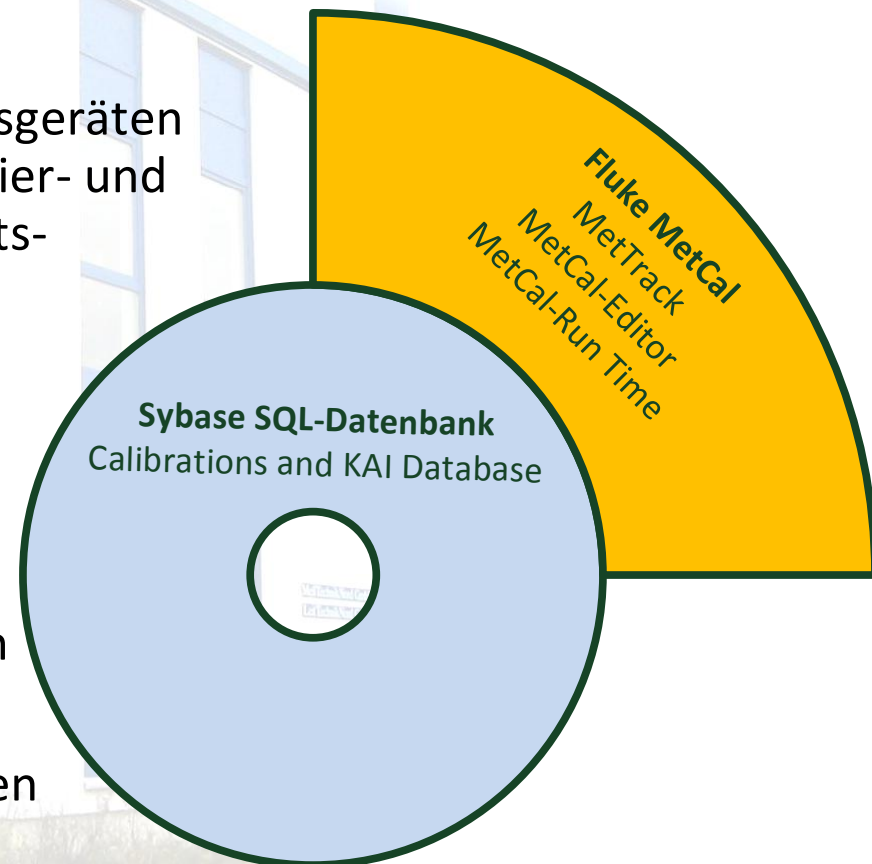 sgeräten
ier- und
ts-
n
en
Fluke MetCal
MetTrack
MetCal-Editor
MetCal-Run Time
Sybase SQL-Datenbank
Calibrations and KAI Database